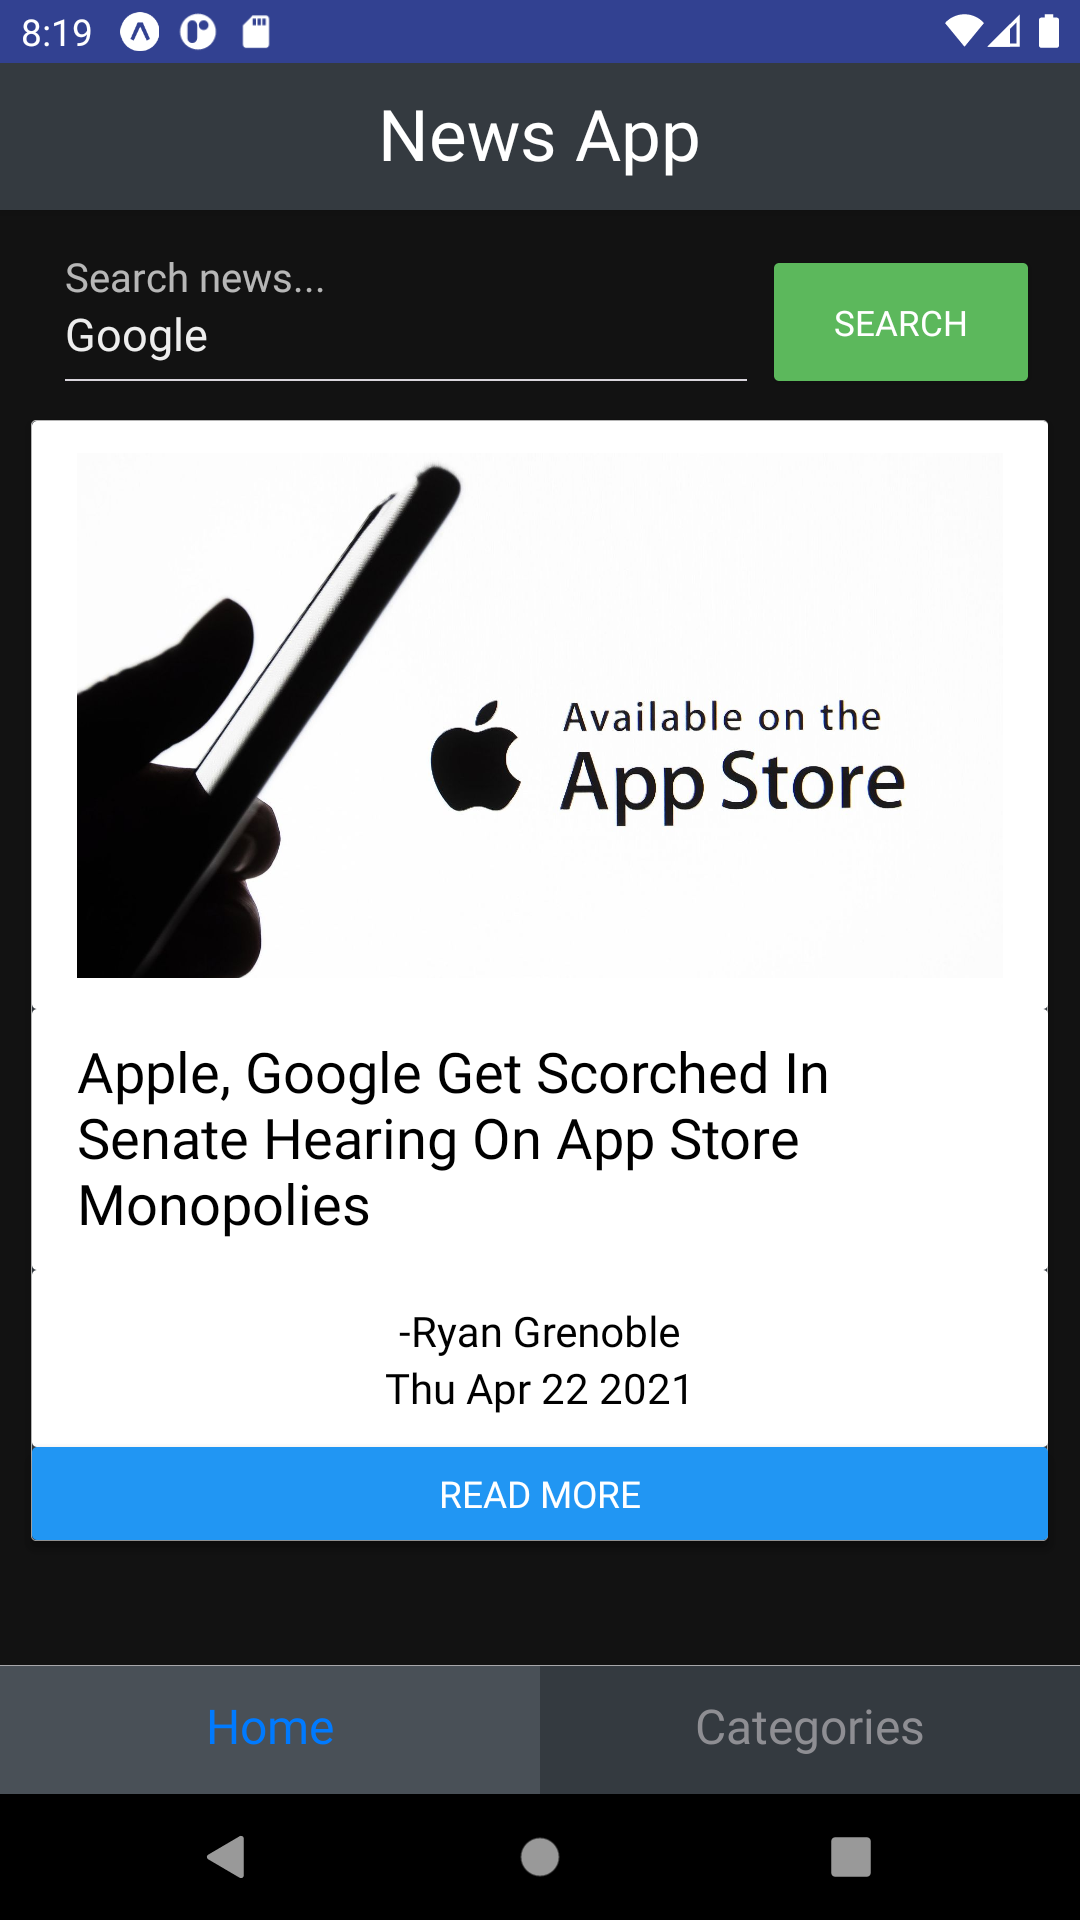 8:19
News App
Search news...
Google
SEARCH
Available on the
App Store
Apple, Google Get Scorched In
Senate Hearing On App Store
Monopolies
-Ryan Grenoble
Thu Apr 22 2021
READ MORE
Home
Categories